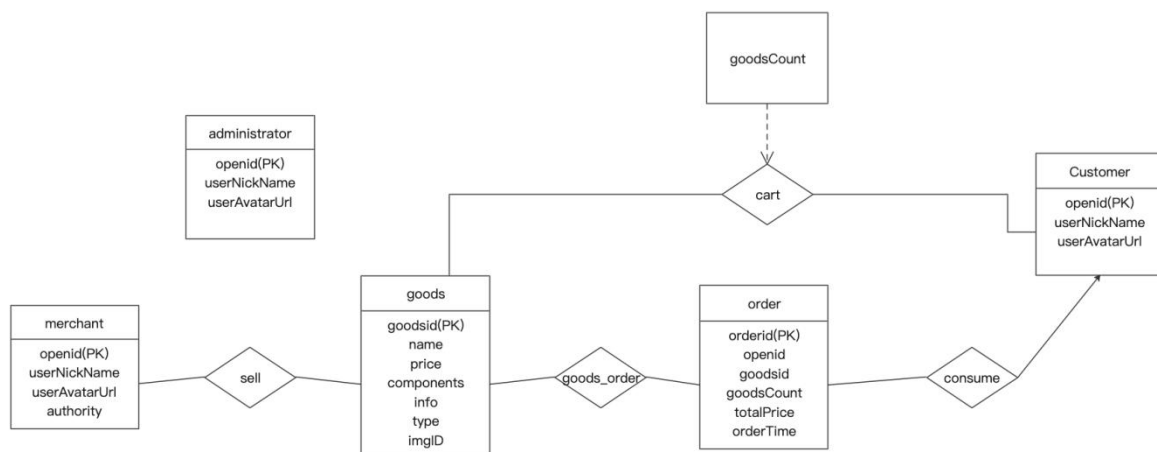 goodsCount
administrator
openid(PK)
userNickName
userAvatarUrl
cart
Customer
openid(PK)
userNickName
userAvatarUrl
merchant
openid(PK)
userNickName
userAvatarUrl
authority
sell
goods
goodsid(PK)
name
price
components
info
type
imgID
goods_order
order
orderid(PK)
openid
goodsid
goodsCount
totalPrice
orderTime
consume